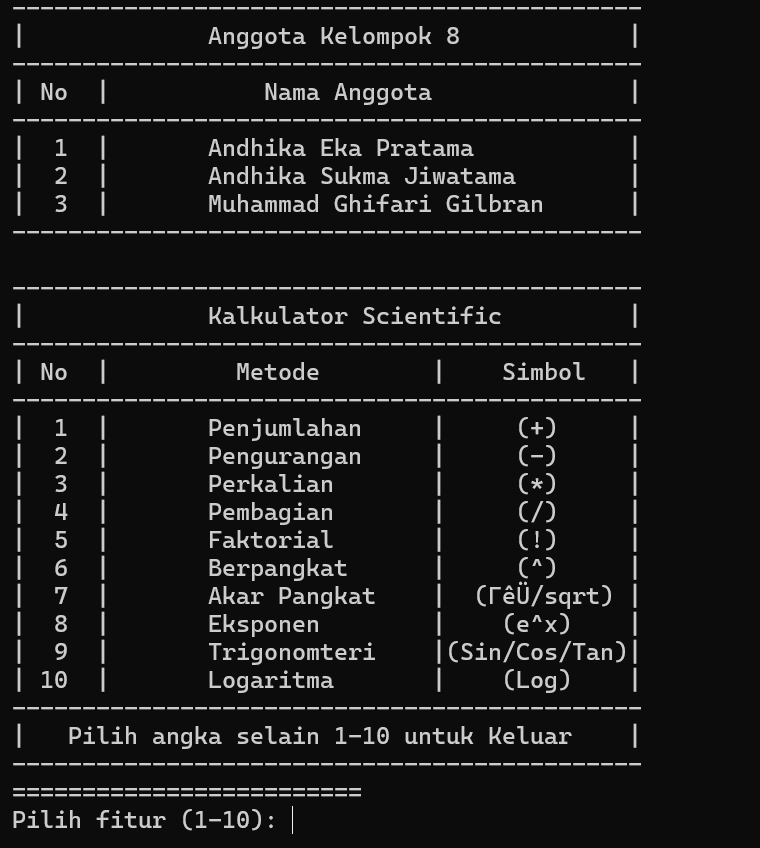 ---------------------------------------------
|             Anggota Kelompok 8            |
---------------------------------------------
| No  |           Nama Anggota              |
---------------------------------------------
|  1  |       Andhika Eka Pratama           |
|  2  |       Andhika Sukma Jiwatama        |
|  3  |       Muhammad Ghifari Gilbran      |
---------------------------------------------
---------------------------------------------
|             Kalkulator Scientific         |
---------------------------------------------
| No  |         Metode        |    Simbol   |
---------------------------------------------
|  1  |       Penjumlahan     |     (+)     |
|  2  |       Pengurangan     |     (-)     |
|  3  |       Perkalian       |     (*)     |
|  4  |       Pembagian       |     (/)     |
|  5  |       Faktorial       |     (!)     |
|  6  |       Berpangkat      |     (^)     |
|  7  |       Akar Pangkat    |  (ΓêÜ/sqrt) |
|  8  |       Eksponen        |    (e^x)    |
|  9  |       Trigonomteri    |(Sin/Cos/Tan)|
| 10  |       Logaritma       |    (Log)    |
---------------------------------------------
|   Pilih angka selain 1-10 untuk Keluar    |
---------------------------------------------
=========================
Pilih fitur (1-10):